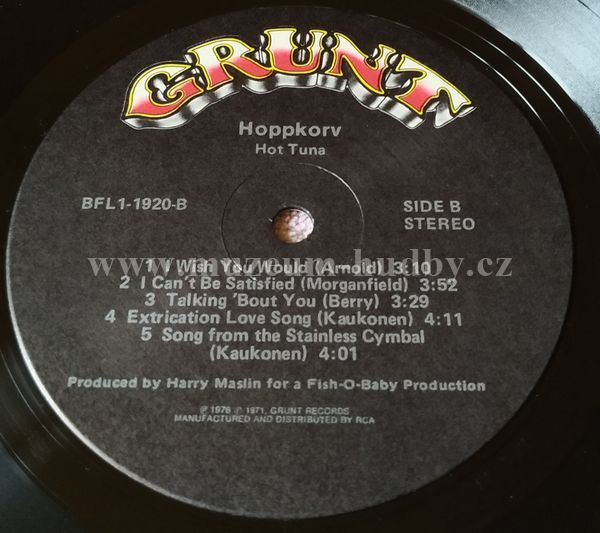 GRUNT
Hoppkorv
Hot Tuna
BFL1-1920-B
SIDE B
STEREO
www.muzeum-hudby.cz
1 I Wish You Would (Arnold) 3:10
2 I Can't Be Satisfied (Morganfield) 3:52
3 Talking 'Bout You (Berry) 3:29
4 Extrication Love Song (Kaukonen) 4:11
5 Song from the Stainless Cymbal
(Kaukonen) 4:01
Produced by Harry Maslin for a Fish-O-Baby Production
℗ 1976 ℗ 1971, GRUNT RECORDS
MANUFACTURED AND DISTRIBUTED BY RCA